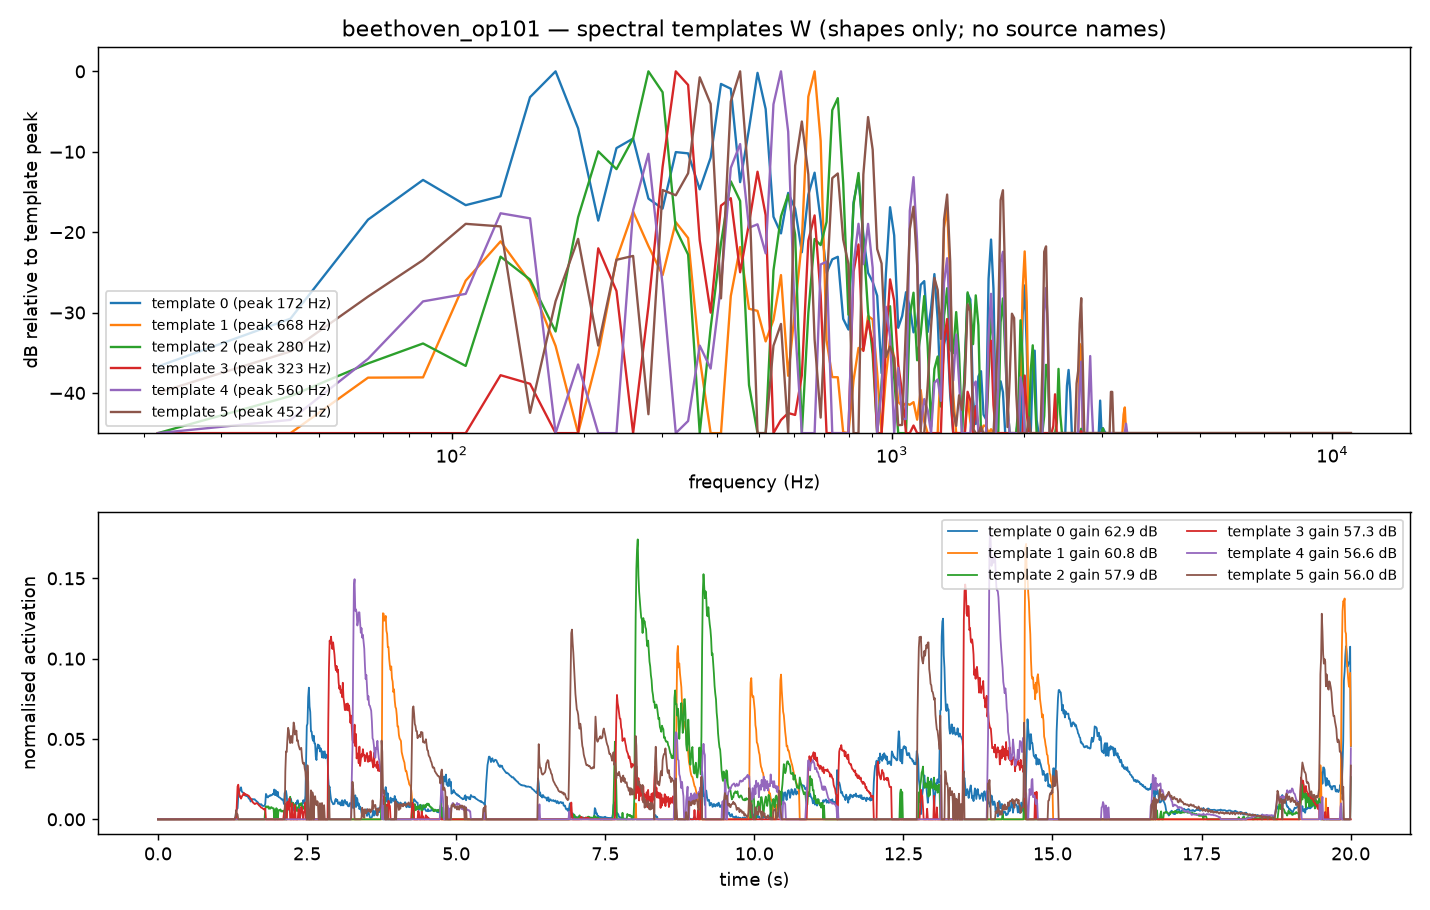 beethoven_op101 — spectral templates W (shapes only; no source names)
dB relative to template peak
0
−10
−20
−30
−40
template 0 (peak 172 Hz)
template 1 (peak 668 Hz)
template 2 (peak 280 Hz)
template 3 (peak 323 Hz)
template 4 (peak 560 Hz)
template 5 (peak 452 Hz)
10²
10³
10⁴
frequency (Hz)
normalised activation
0.15
0.10
0.05
0.00
template 0 gain 62.9 dB
template 1 gain 60.8 dB
template 2 gain 57.9 dB
template 3 gain 57.3 dB
template 4 gain 56.6 dB
template 5 gain 56.0 dB
0.0
2.5
5.0
7.5
10.0
12.5
15.0
17.5
20.0
time (s)